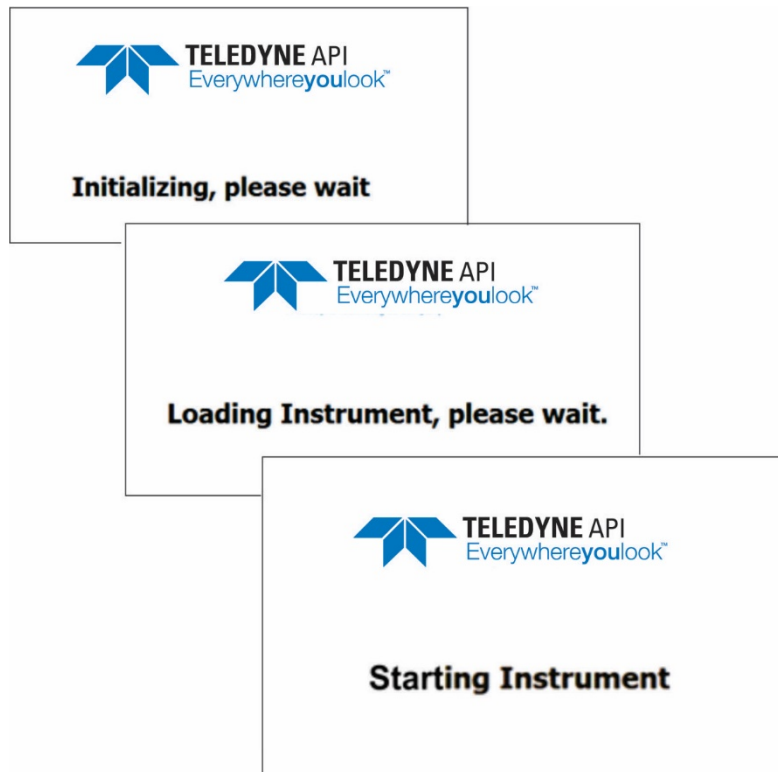 TELEDYNE API
Everywhereyoulook™
Initializing, please wait
TELEDYNE API
Everywhereyoulook™
Loading Instrument, please wait.
TELEDYNE API
Everywhereyoulook™
Starting Instrument